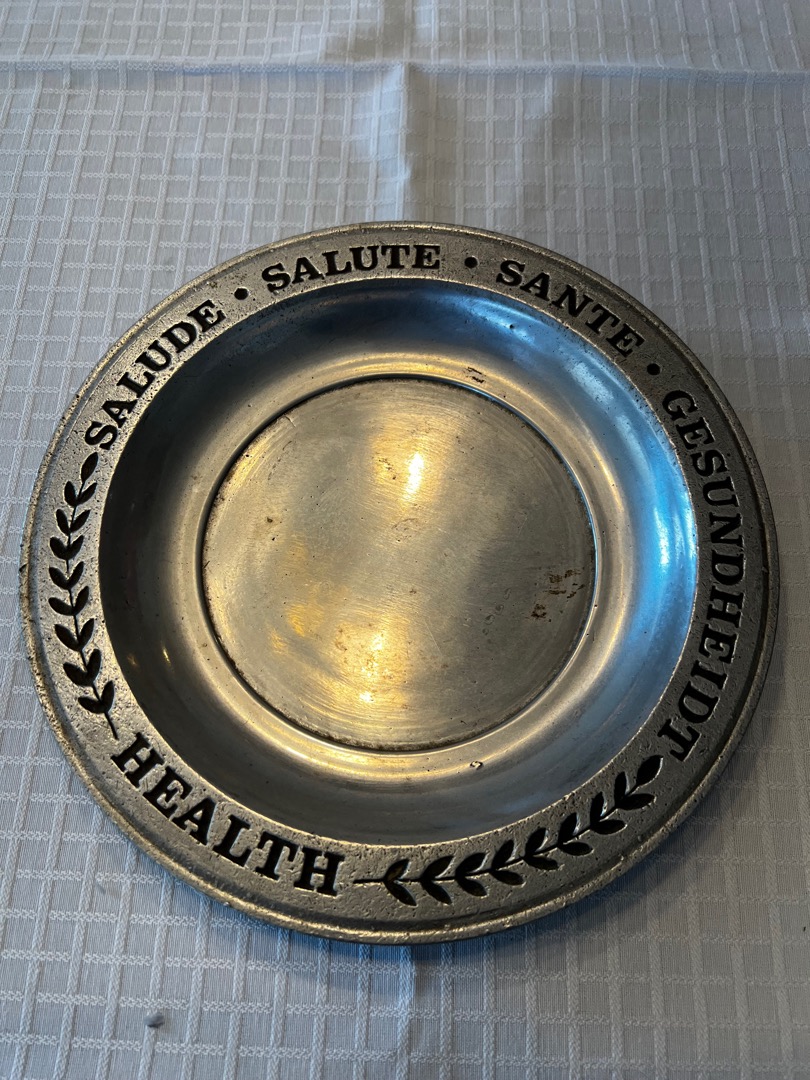 SALUDE • SALUTE • SANTE • GESUNDHEIDT
HEALTH